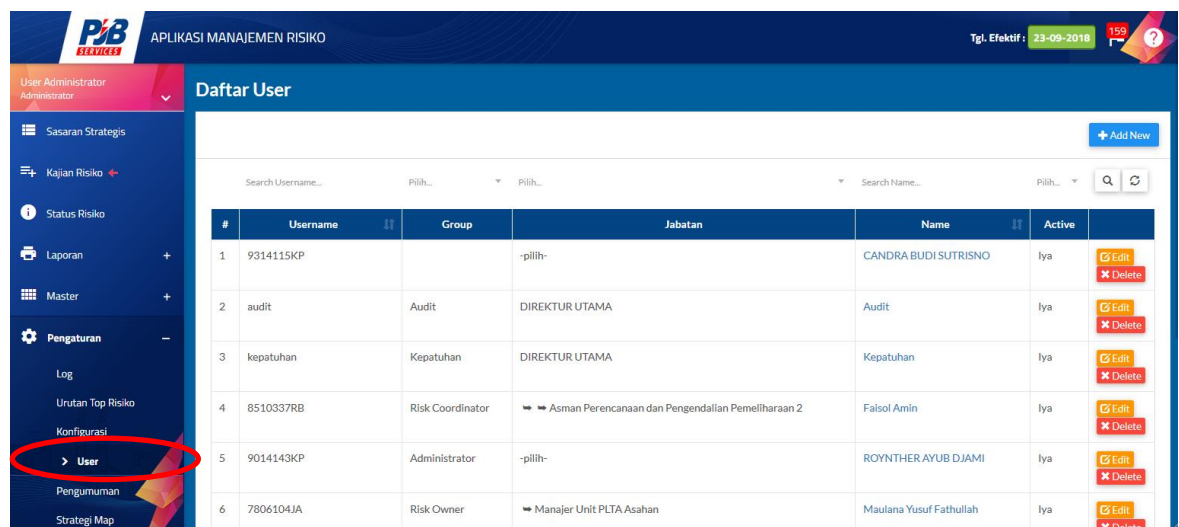 PJB
SERVICES
APLIKASI MANAJEMEN RISIKO
Tgl. Efektif : 23-09-2018
159
?
User Administrator
Administrator
Sasaran Strategis
Kajian Risiko
i Status Risiko
Laporan +
Master +
Pengaturan −
Log
Urutan Top Risiko
Konfigurasi
> User
Pengumuman
Strategi Map
Daftar User
+ Add New
Search Username... Pilih... Pilih... Search Name... Pilih...
# Username Group Jabatan Name Active
1 9314115KP -pilih- CANDRA BUDI SUTRISNO Iya Edit
Delete
2 audit Audit DIREKTUR UTAMA Audit Iya Edit
Delete
3 kepatuhan Kepatuhan DIREKTUR UTAMA Kepatuhan Iya Edit
Delete
4 8510337RB Risk Coordinator ➥ ➥ Asman Perencanaan dan Pengendalian Pemeliharaan 2 Faisol Amin Iya Edit
Delete
5 9014143KP Administrator -pilih- ROYNTHER AYUB DJAMI Iya Edit
Delete
6 7806104JA Risk Owner ➥ Manajer Unit PLTA Asahan Maulana Yusuf Fathullah Iya Edit
Delete